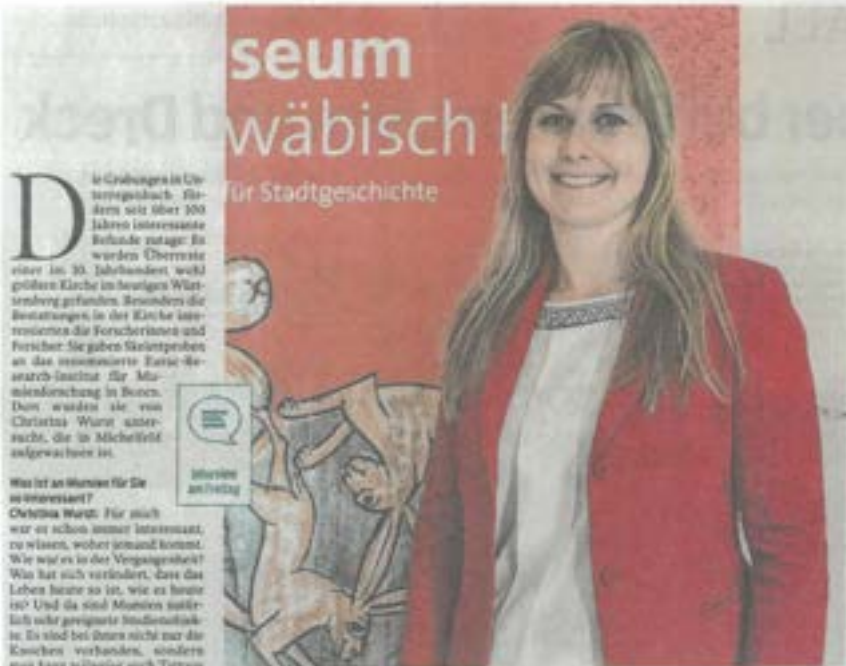 seum
wäbisch
für Stadtgeschichte
Die Grabungen in Un-
terregenbach för-
dern seit über 100
Jahren interessante
Befunde zutage: Es
wurden Überreste
einer im 10. Jahrhundert wohl
größten Kirche im heutigen Würt-
temberg gefunden. Besonders die
Bestattungen in der Kirche inte-
ressierten die Forscherinnen und
Forscher. Sie gaben Skelettproben
an das renommierte Eurac-Re-
search-Institut für Mu-
mienforschung in Bozen.
Dort wurden sie von
Christina Wurst unter-
sucht, die in Michelfeld
aufgewachsen ist.
Interview
am Freitag
Was ist an Mumien für Sie
so interessant?
Christina Wurst: Für mich
war es schon immer interessant,
zu wissen, woher jemand kommt.
Wie war es in der Vergangenheit?
Was hat sich verändert, dass das
Leben heute so ist, wie es heute
ist? Und da sind Mumien natür-
lich sehr geeignete Studienobjek-
te. Es sind bei ihnen nicht nur die
Knochen vorhanden, sondern
man kann